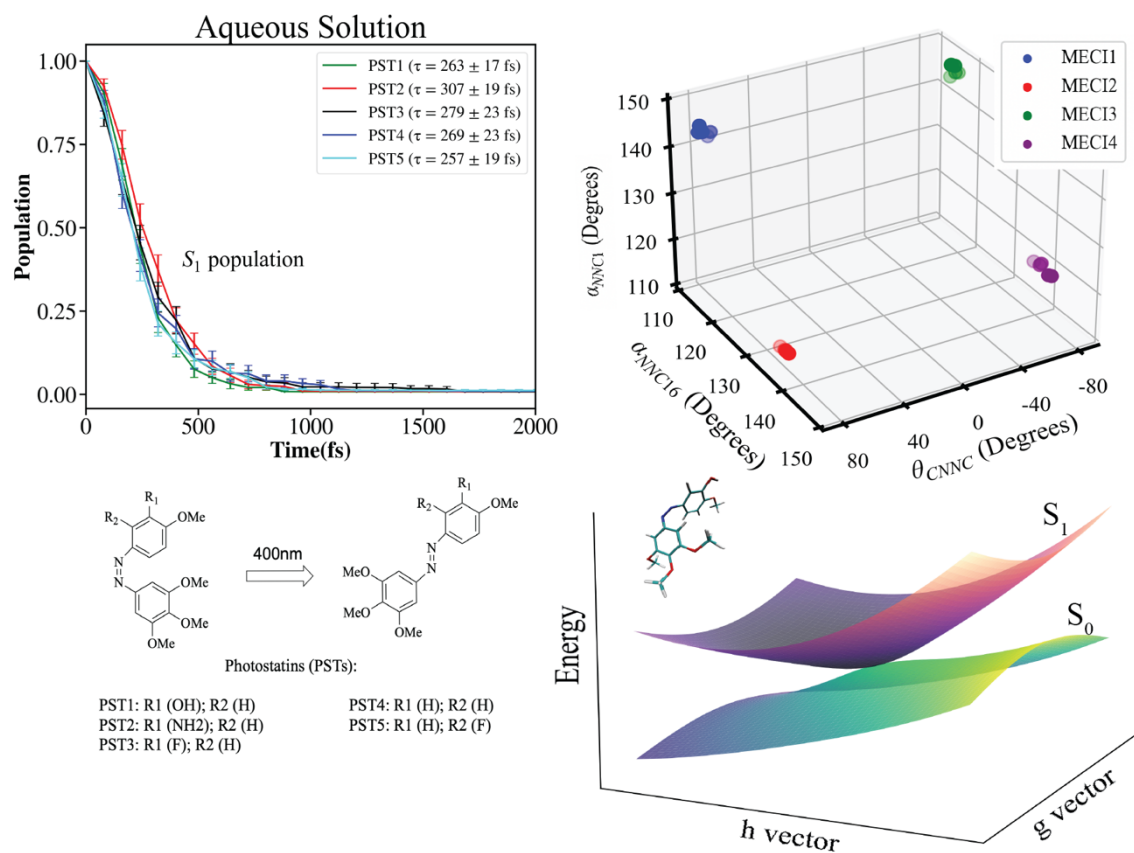 Aqueous Solution
PST1 (τ = 263 ± 17 fs)
PST2 (τ = 307 ± 19 fs)
PST3 (τ = 279 ± 23 fs)
PST4 (τ = 269 ± 23 fs)
PST5 (τ = 257 ± 19 fs)
1.00
0.75
0.50
0.25
0.00
Population
S1 population
0
500
1000
1500
2000
Time(fs)
MECI1
MECI2
MECI3
MECI4
150
140
130
120
110
αNNC1 (Degrees)
110
120
130
140
150
αNNC16 (Degrees)
80
40
0
-40
-80
θCNNC (Degrees)
R1
R2
OMe
N
N
OMe
OMe
OMe
400nm
R1
R2
OMe
N
N
MeO
MeO
OMe
Photostatins (PSTs):
PST1: R1 (OH); R2 (H)
PST2: R1 (NH2); R2 (H)
PST3: R1 (F); R2 (H)
PST4: R1 (H); R2 (H)
PST5: R1 (H); R2 (F)
S1
S0
Energy
h vector
g vector